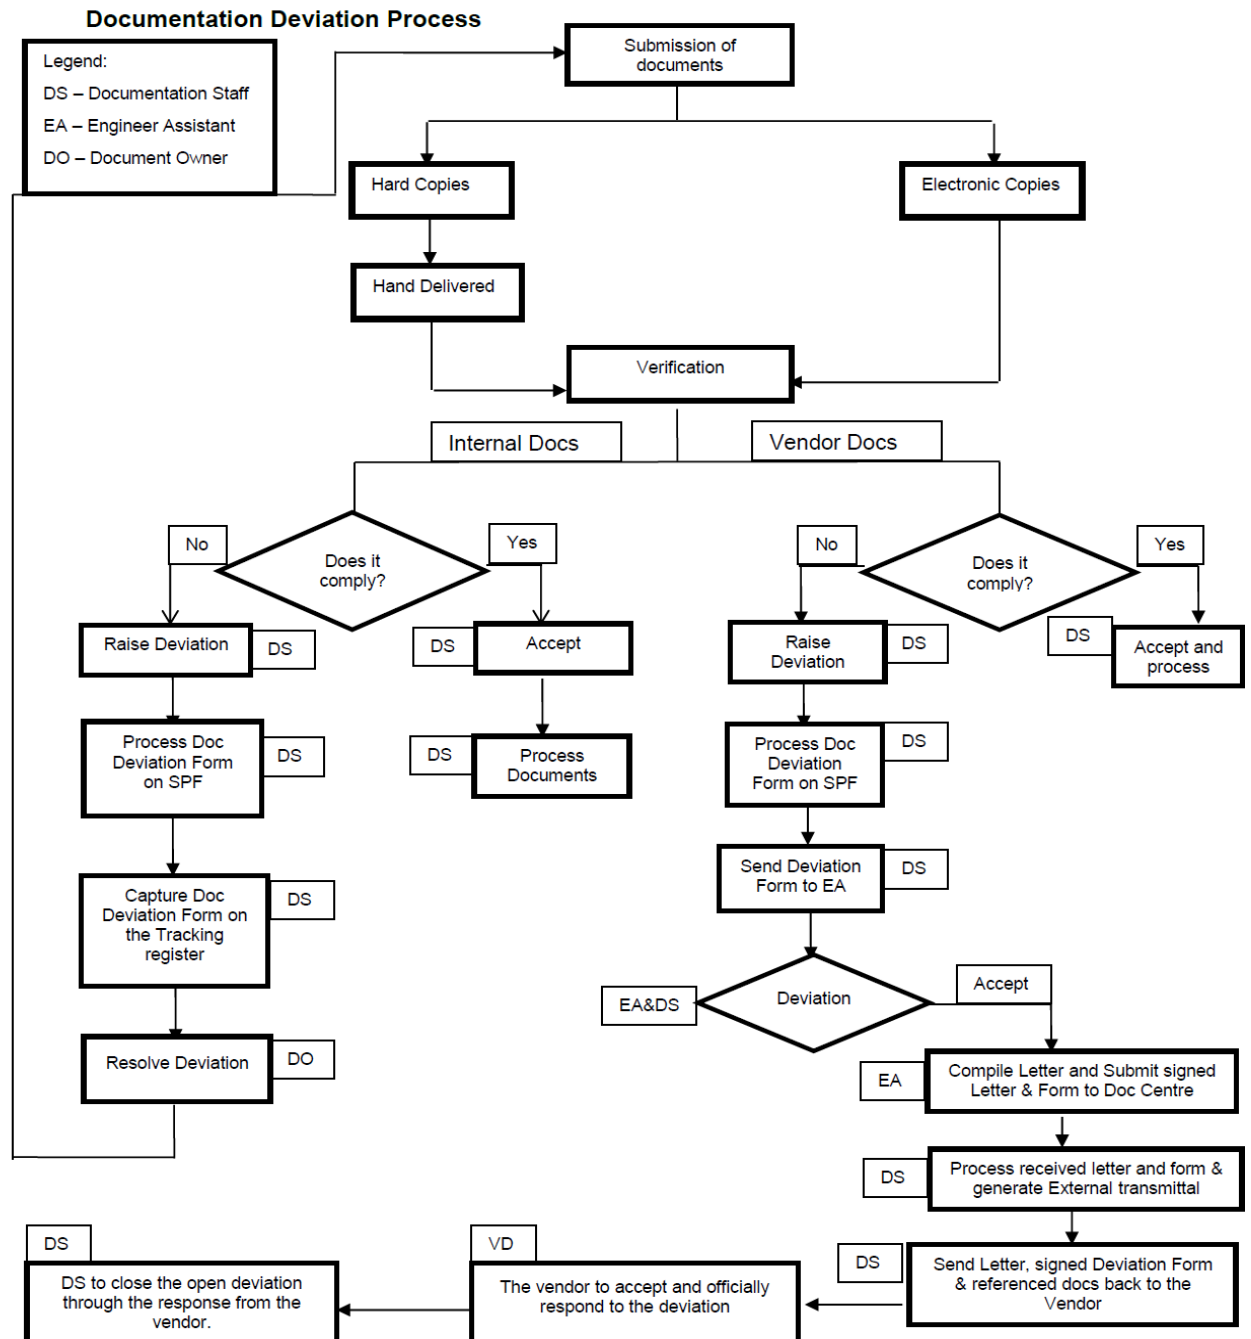 Documentation Deviation Process
Legend:
DS – Documentation Staff
EA – Engineer Assistant
DO – Document Owner
Submission of
documents
Hard Copies
Electronic Copies
Hand Delivered
Verification
Internal Docs
Vendor Docs
No
Does it
comply?
Yes
No
Does it
comply?
Yes
Raise Deviation
DS
DS
Accept
Raise
Deviation
DS
DS
Accept and
process
Process Doc
Deviation Form
on SPF
DS
DS
Process
Documents
Process Doc
Deviation
Form on SPF
DS
Send Deviation
Form to EA
DS
Capture Doc
Deviation Form on
the Tracking
register
DS
EA&DS
Deviation
Accept
Resolve Deviation
DO
EA
Compile Letter and Submit signed
Letter & Form to Doc Centre
DS
Process received letter and form &
generate External transmittal
DS
Send Letter, signed Deviation Form
& referenced docs back to the
Vendor
VD
The vendor to accept and officially
respond to the deviation
DS
DS to close the open deviation
through the response from the
vendor.